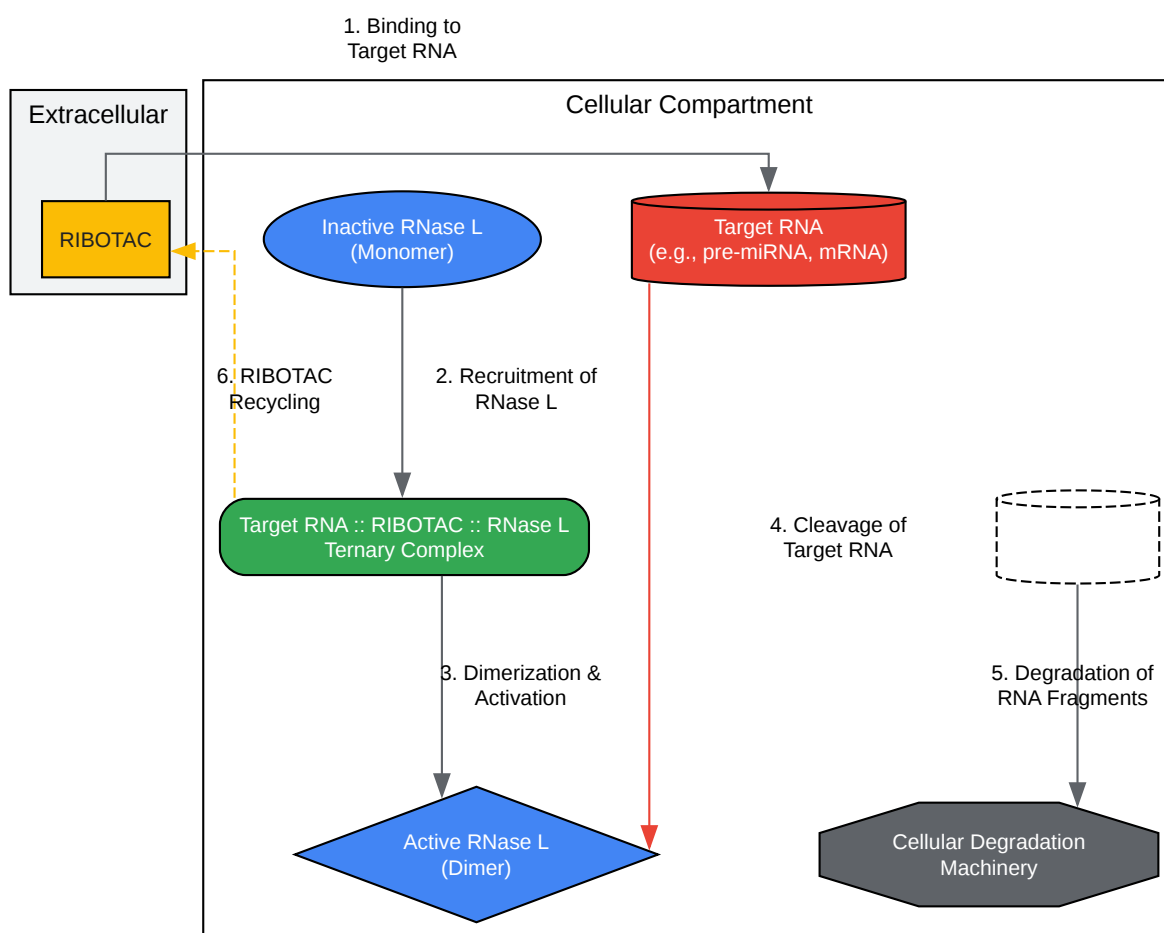 1. Binding to
Target RNA
Cellular Compartment
Extracellular
RIBOTAC
Inactive RNase L
(Monomer)
Target RNA
(e.g., pre-miRNA, mRNA)
6. RIBOTAC
Recycling
2. Recruitment of
RNase L
Target RNA :: RIBOTAC :: RNase L
Ternary Complex
4. Cleavage of
Target RNA
3. Dimerization &
Activation
5. Degradation of
RNA Fragments
Active RNase L
(Dimer)
Cellular Degradation
Machinery